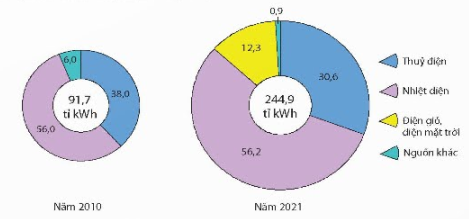 0,9
6,0
91,7
tỉ kWh
38,0
56,0
12,3
244,9
tỉ kWh
30,6
56,2
Thuỷ điện
Nhiệt điện
Điện gió,
điện mặt trời
Nguồn khác
Năm 2010
Năm 2021